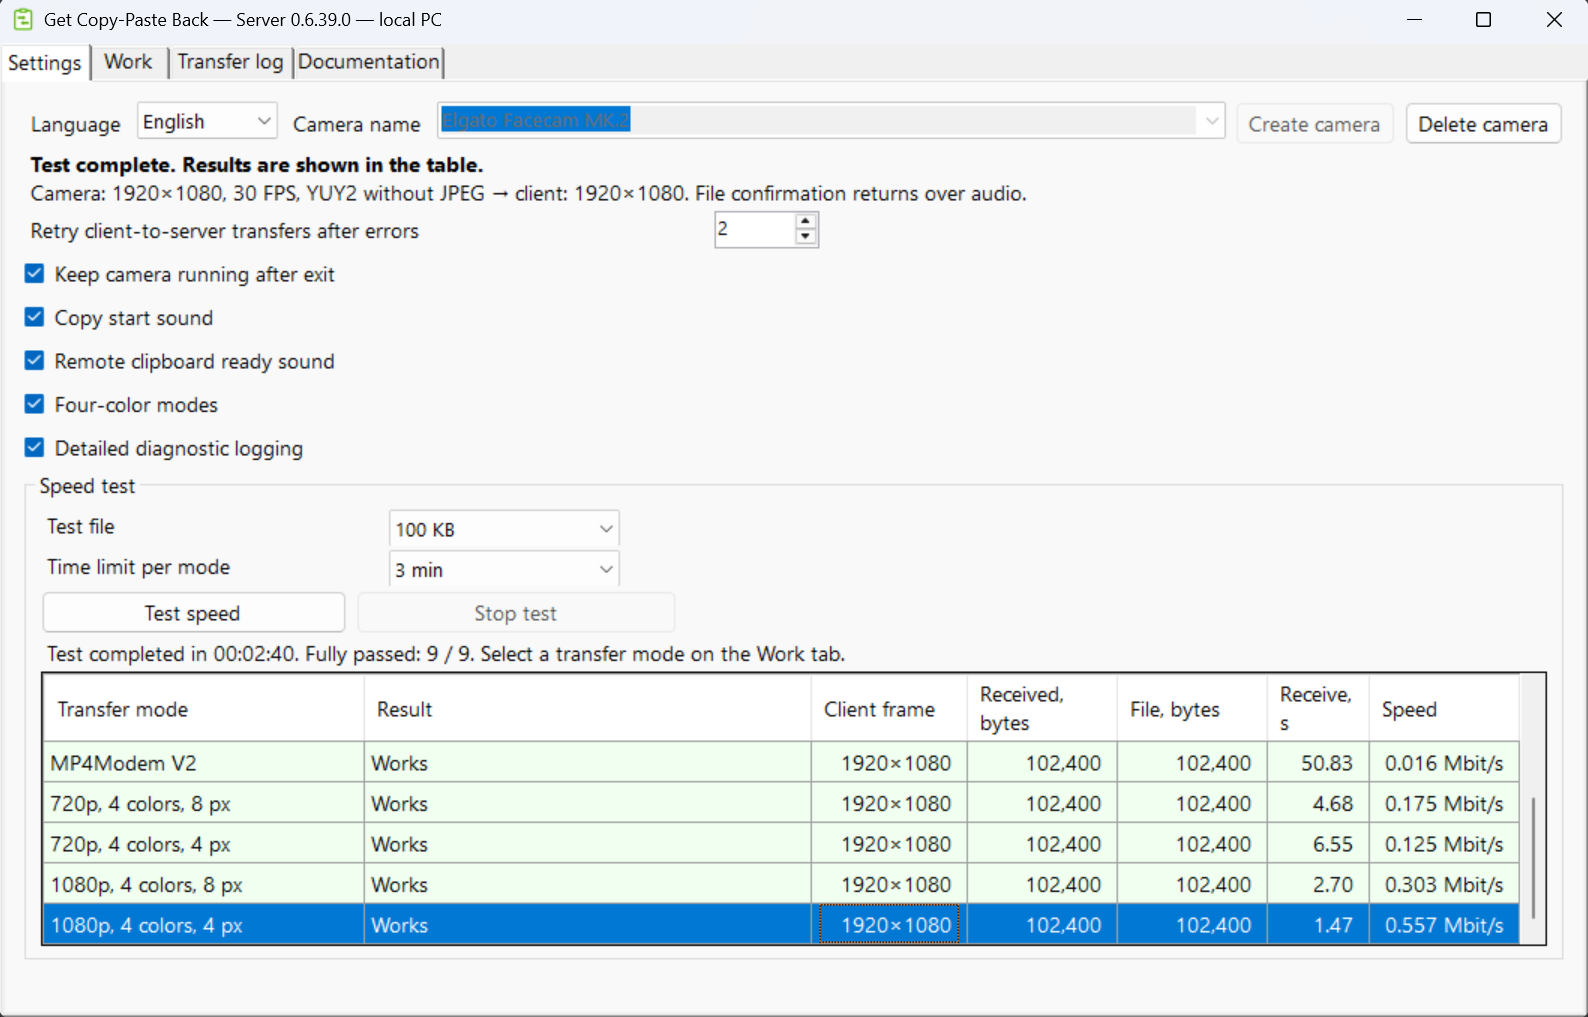 Get Copy-Paste Back — Server 0.6.39.0 — local PC
Settings Work Transfer log Documentation
Language English Camera name Elgato Facecam MK.2 Create camera Delete camera
Test complete. Results are shown in the table.
Camera: 1920×1080, 30 FPS, YUY2 without JPEG → client: 1920×1080. File confirmation returns over audio.
Retry client-to-server transfers after errors 2
Keep camera running after exit
Copy start sound
Remote clipboard ready sound
Four-color modes
Detailed diagnostic logging
Speed test
Test file 100 KB
Time limit per mode 3 min
Test speed Stop test
Test completed in 00:02:40. Fully passed: 9 / 9. Select a transfer mode on the Work tab.
Transfer mode Result Client frame Received, bytes File, bytes Receive, s Speed
MP4Modem V2 Works 1920×1080 102,400 102,400 50.83 0.016 Mbit/s
720p, 4 colors, 8 px Works 1920×1080 102,400 102,400 4.68 0.175 Mbit/s
720p, 4 colors, 4 px Works 1920×1080 102,400 102,400 6.55 0.125 Mbit/s
1080p, 4 colors, 8 px Works 1920×1080 102,400 102,400 2.70 0.303 Mbit/s
1080p, 4 colors, 4 px Works 1920×1080 102,400 102,400 1.47 0.557 Mbit/s